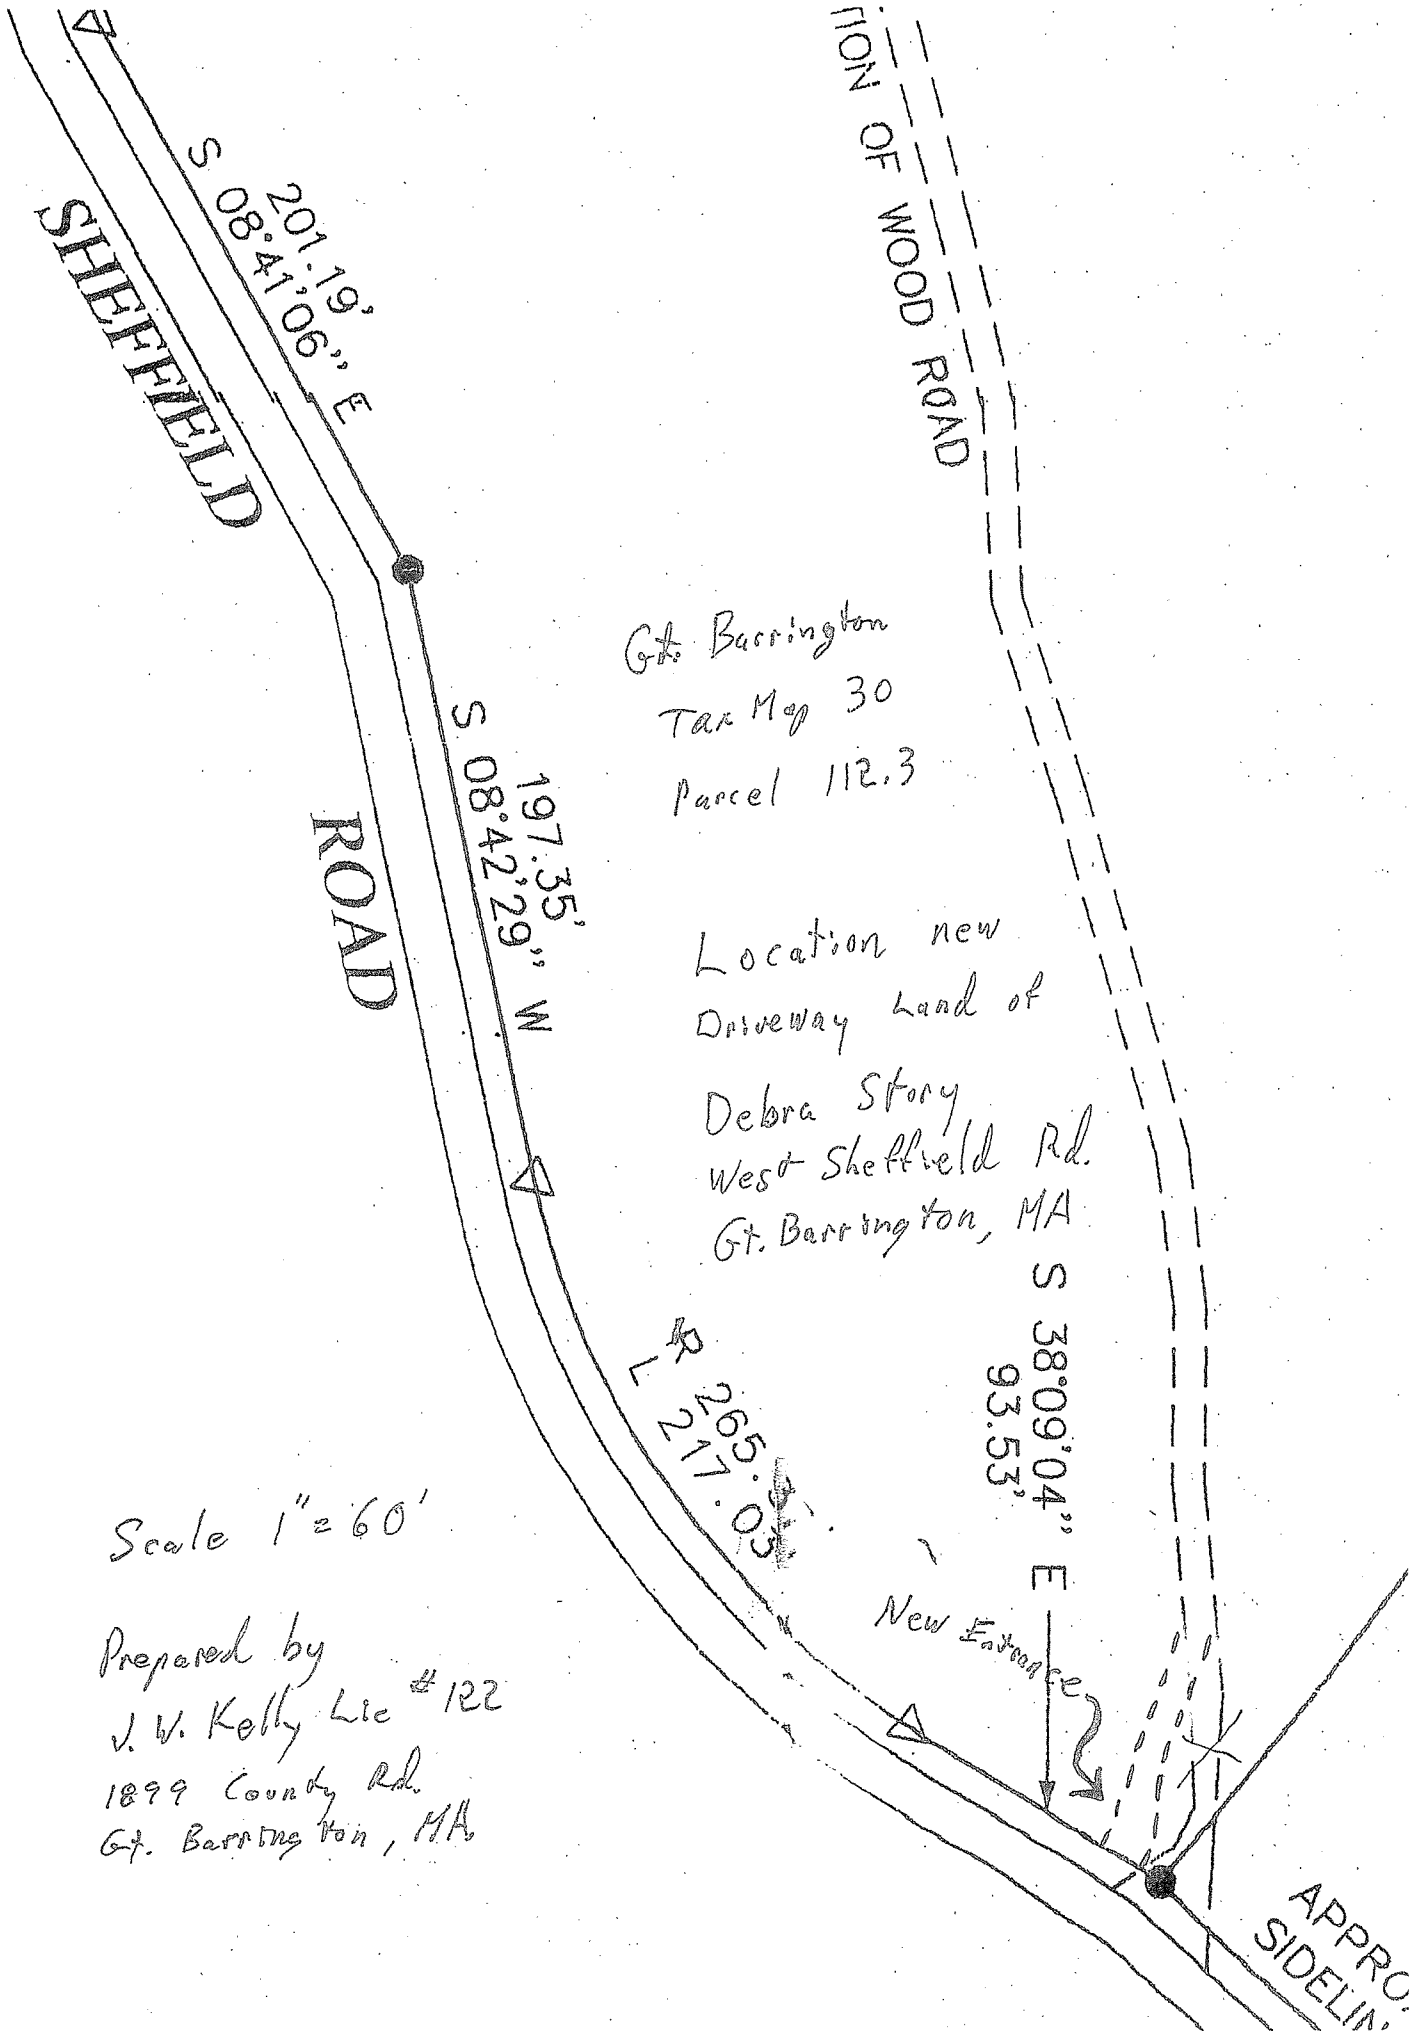 TION OF WOOD ROAD
201.19'
S 08°41'06" E
SHEFFIELD
ROAD
197.35'
S 08°42'29" W
Gt. Barrington
Tax Map 30
Parcel 112.3
Location new
Driveway Land of
Debra Story
West Sheffield Rd.
Gt. Barrington, MA
S 38°09'04" E
93.53'
R 265.
L 217.03
New Entrance
Scale 1"=60'
Prepared by
J. W. Kelly Lic #122
1899 County Rd.
Gt. Barrington, MA.
APPRO
SIDELIN